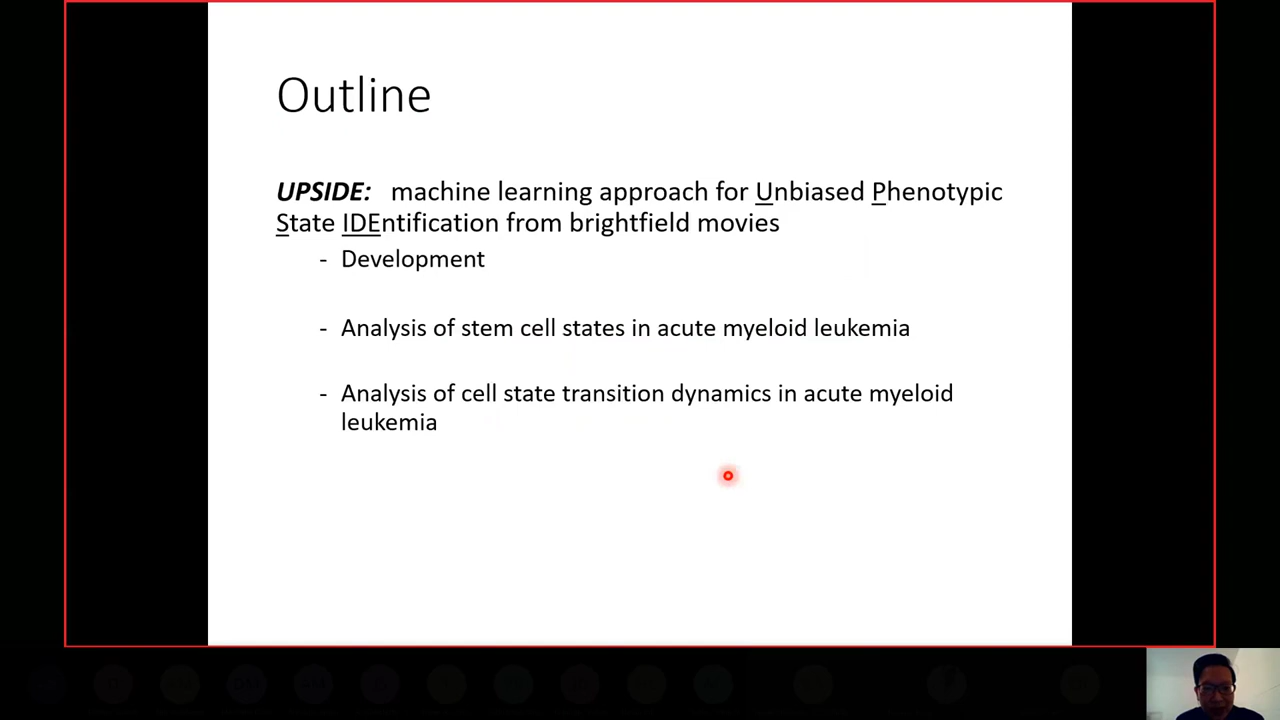 Outline
UPSIDE: machine learning approach for Unbiased Phenotypic
State IDEntification from brightfield movies
- Development
- Analysis of stem cell states in acute myeloid leukemia
- Analysis of cell state transition dynamics in acute myeloid
leukemia